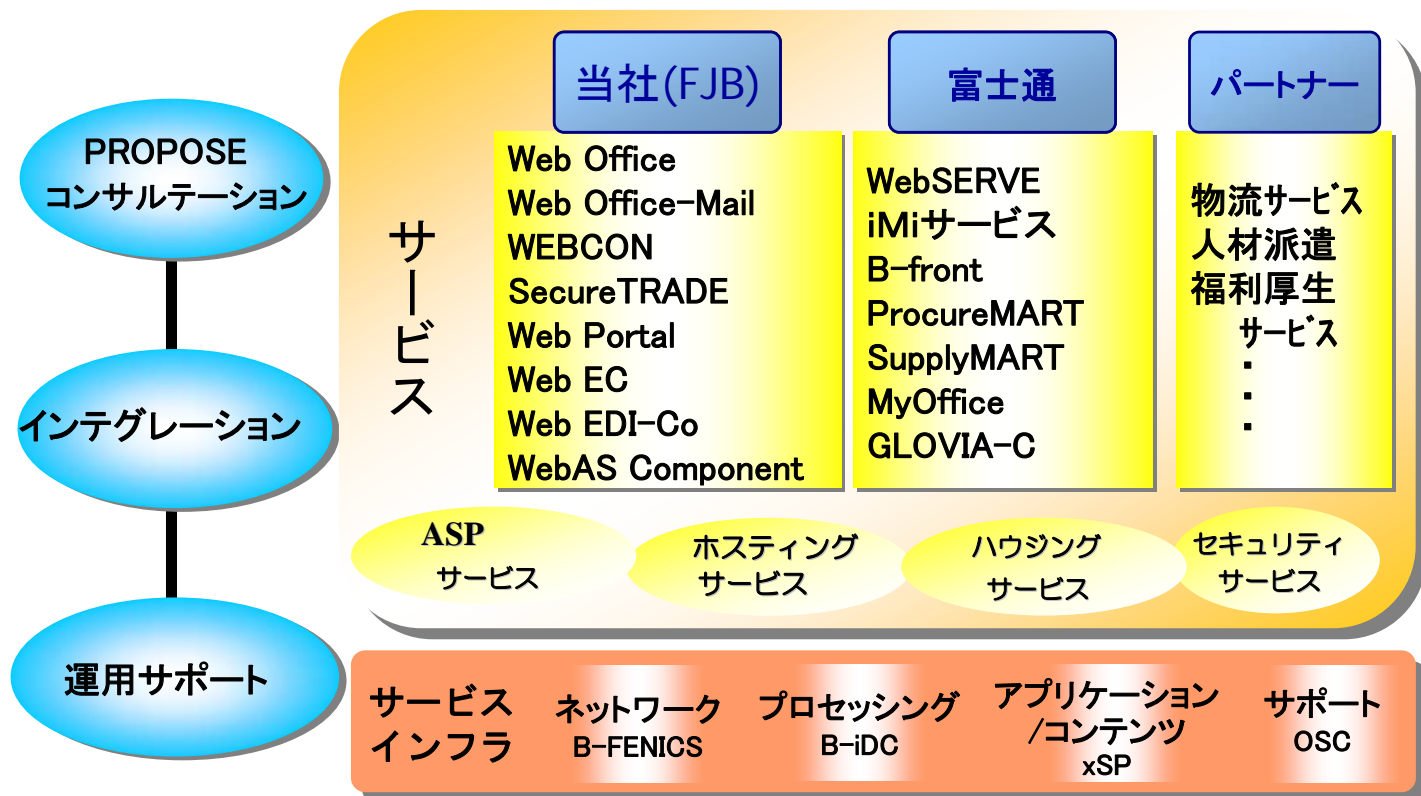 PROPOSE
コンサルテーション
インテグレーション
運用サポート
サービス
当社(FJB)
Web Office
Web Office-Mail
WEBCON
SecureTRADE
Web Portal
Web EC
Web EDI-Co
WebAS Component
富士通
WebSERVE
iMiサービス
B-front
ProcureMART
SupplyMART
MyOffice
GLOVIA-C
パートナー
物流サービス
人材派遣
福利厚生
サービス
・
・
・
ASP
サービス
ホスティング
サービス
ハウジング
サービス
セキュリティ
サービス
サービス
インフラ
ネットワーク
B-FENICS
プロセッシング
B-iDC
アプリケーション
/コンテンツ
xSP
サポート
OSC